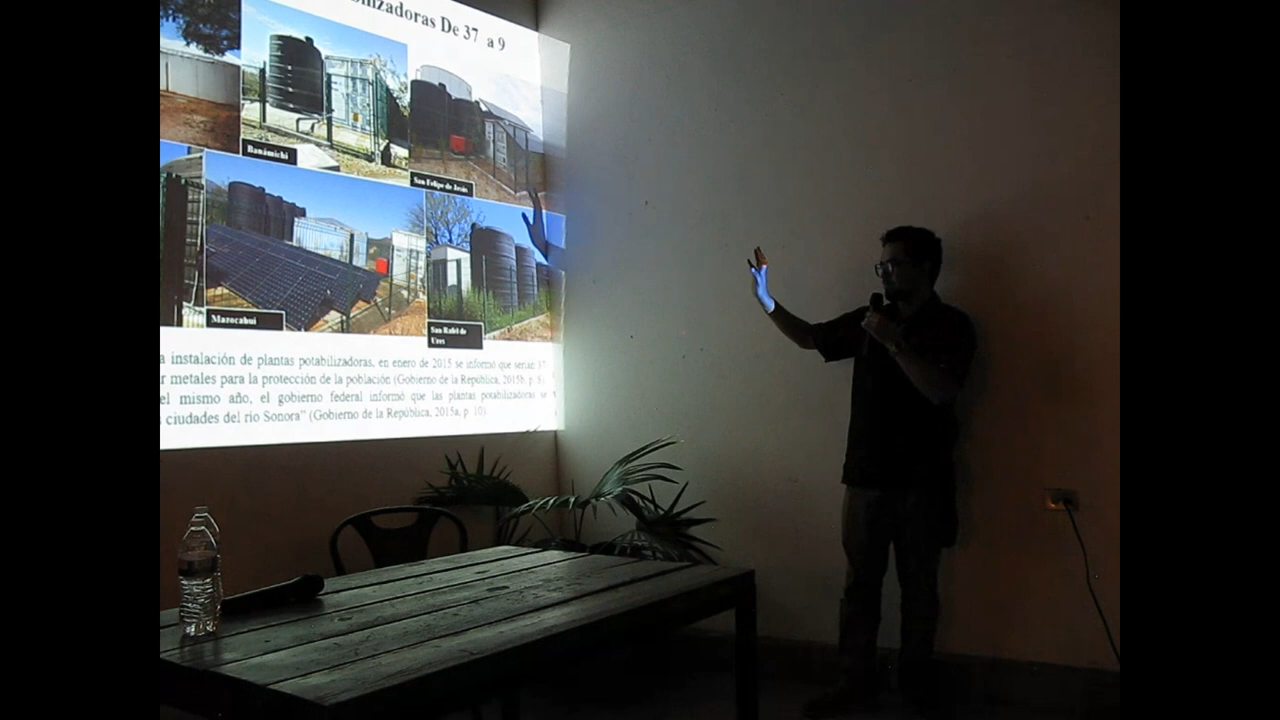 bilizadoras De 37 a 9
Banámichi
San Felipe de Jesús
Mazocahui
San Rafel de
Ures
a instalación de plantas potabilizadoras, en enero de 2015 se informó que serían 37
r metales para la protección de la población (Gobierno de la República, 2015b, p.
el mismo año, el gobierno federal informó que las plantas potabilizadoras se
ciudades del río Sonora” (Gobierno de la República, 2015a, p. 10)